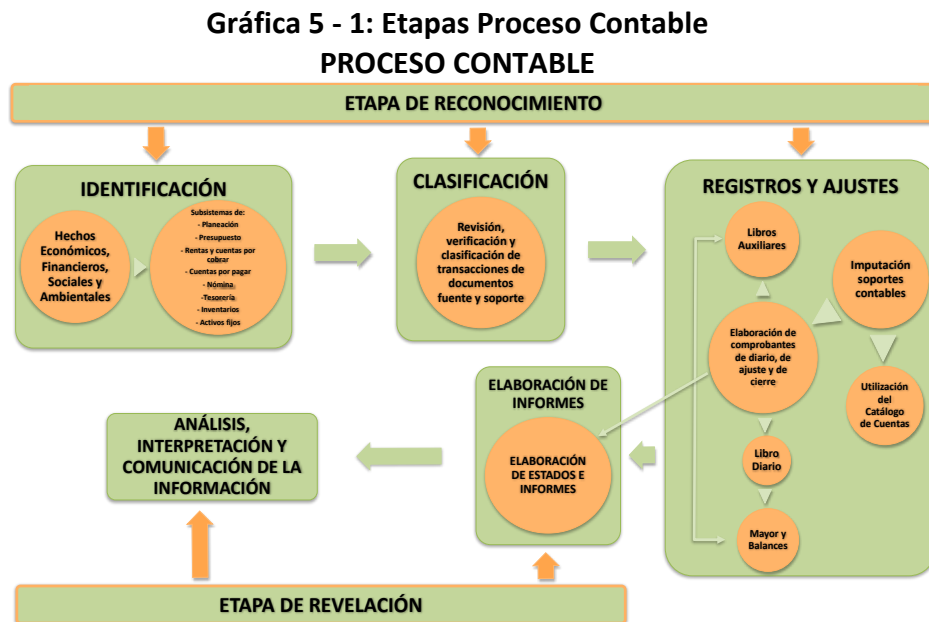 Gráfica 5 - 1: Etapas Proceso Contable
PROCESO CONTABLE
ETAPA DE RECONOCIMIENTO
IDENTIFICACIÓN
Hechos
Económicos,
Financieros,
Sociales y
Ambientales
Subsistemas de:
- Planeación
- Presupuesto
- Rentas y cuentas por
cobrar
- Cuentas por pagar
- Nómina
-Tesorería
- Inventarios
- Activos fijos
CLASIFICACIÓN
Revisión,
verificación y
clasificación de
transacciones de
documentos
fuente y soporte
REGISTROS Y AJUSTES
Libros
Auxiliares
Imputación
soportes
contables
Elaboración de
comprobantes
de diario, de
ajuste y de
cierre
Utilización
del
Catálogo
de Cuentas
Libro
Diario
Mayor y
Balances
ELABORACIÓN DE
INFORMES
ELABORACIÓN
DE ESTADOS E
INFORMES
ANÁLISIS,
INTERPRETACIÓN Y
COMUNICACIÓN DE LA
INFORMACIÓN
ETAPA DE REVELACIÓN